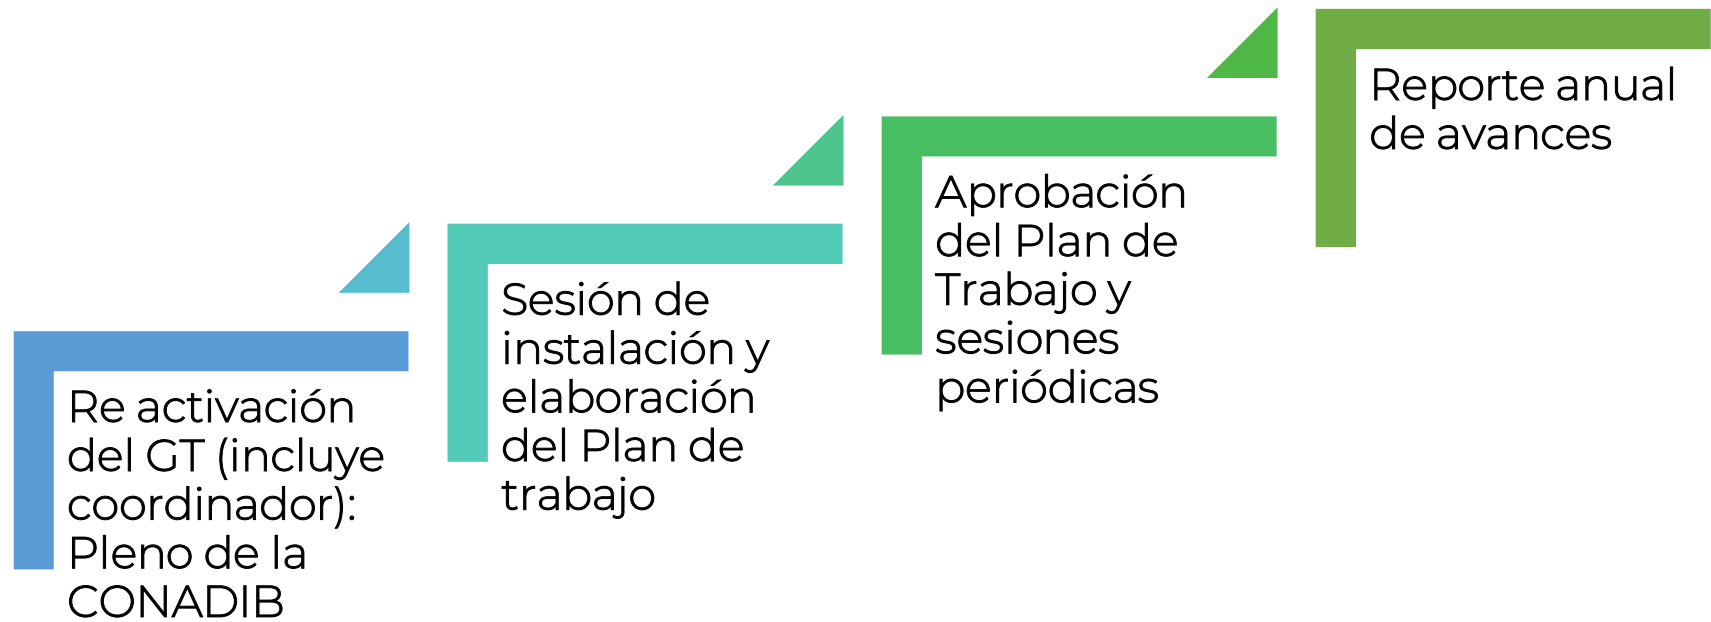 Re activación
del GT (incluye
coordinador):
Pleno de la
CONADIB
Sesión de
instalación y
elaboración
del Plan de
trabajo
Aprobación
del Plan de
Trabajo y
sesiones
periódicas
Reporte anual
de avances